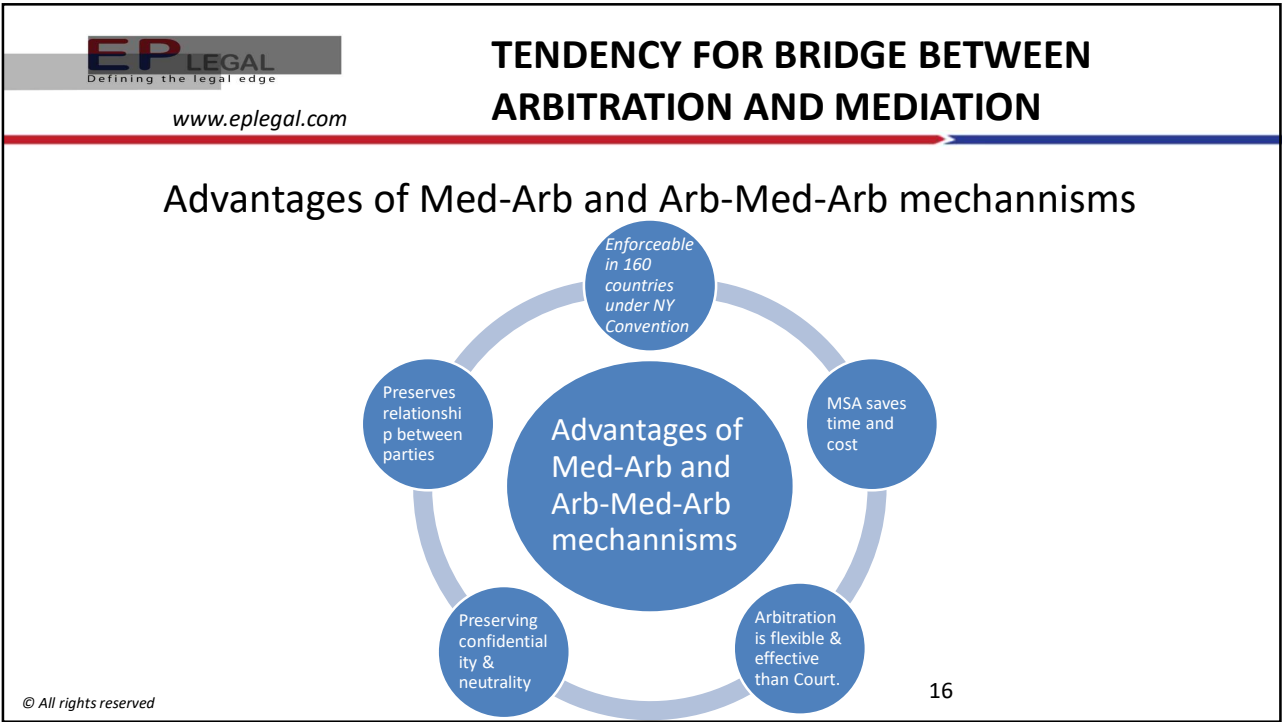 EP LEGAL
Defining the legal edge
www.eplegal.com
TENDENCY FOR BRIDGE BETWEEN
ARBITRATION AND MEDIATION
Advantages of Med-Arb and Arb-Med-Arb mechannisms
Enforceable
in 160
countries
under NY
Convention
MSA saves
time and
cost
Arbitration
is flexible &
effective
than Court.
Preserving
confidential
ity &
neutrality
Preserves
relationshi
p between
parties
Advantages of
Med-Arb and
Arb-Med-Arb
mechannisms
© All rights reserved
16